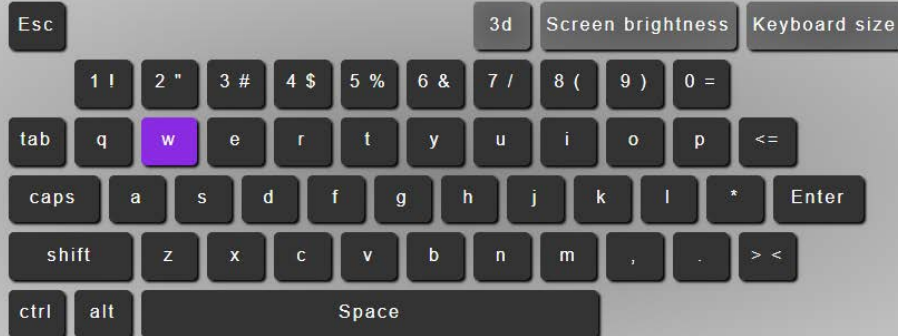 Esc 3d Screen brightness Keyboard size
1 ! 2 " 3 # 4 $ 5 % 6 & 7 / 8 ( 9 ) 0 =
tab q w e r t y u i o p <=
caps a s d f g h j k l * Enter
shift z x c v b n m , . > <
ctrl alt Space